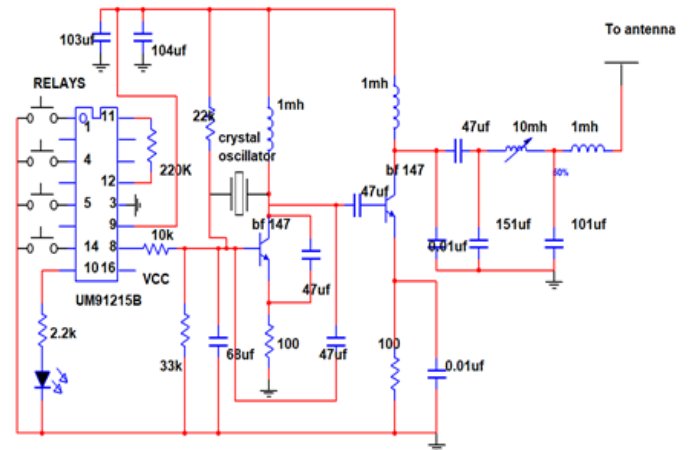 To antenna
103uf
104uf
RELAYS
1mh
1mh
22k
crystal
oscillator
47uf
10mh
1mh
50%
11
1
4
220K
12
5
3
9
14
8
10
16
10k
VCC
UM91215B
bf 147
47uf
bf 147
47uf
0.01uf
151uf
101uf
2.2k
33k
68uf
100
47uf
100
0.01uf